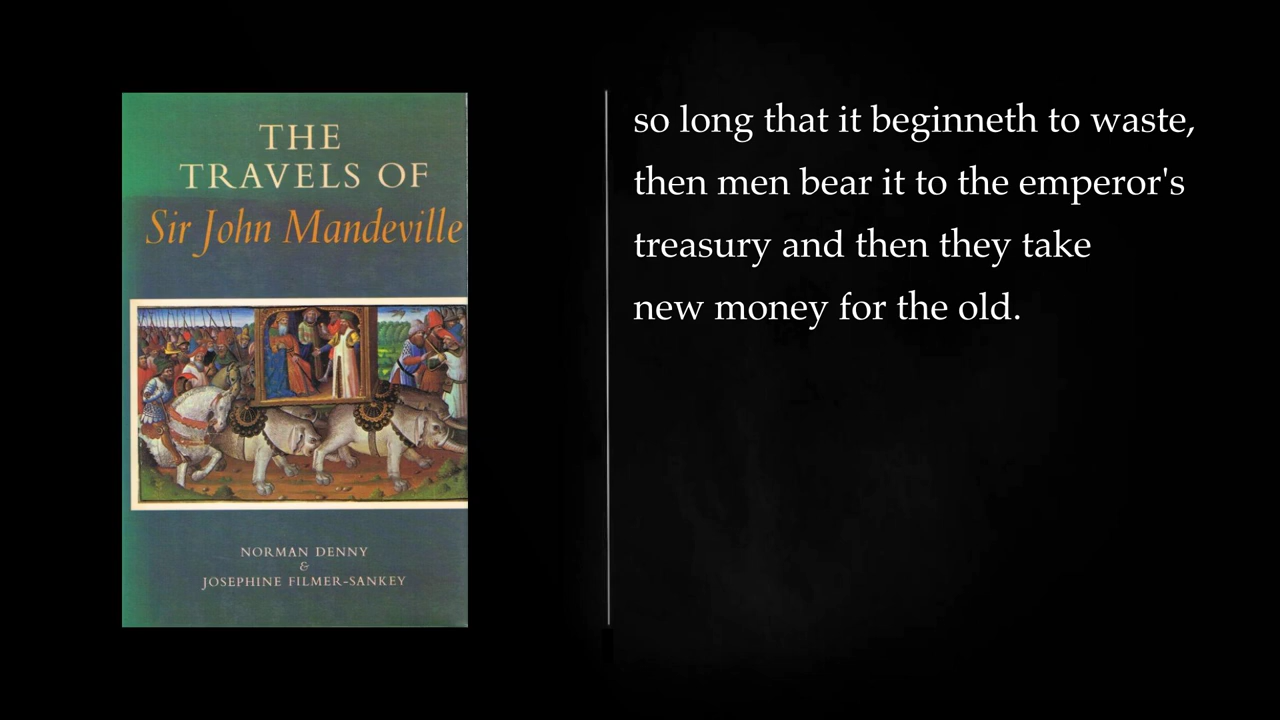 THE
TRAVELS OF
Sir John Mandeville
NORMAN DENNY
&
JOSEPHINE FILMER-SANKEY
so long that it beginneth to waste,
then men bear it to the emperor's
treasury and then they take
new money for the old.